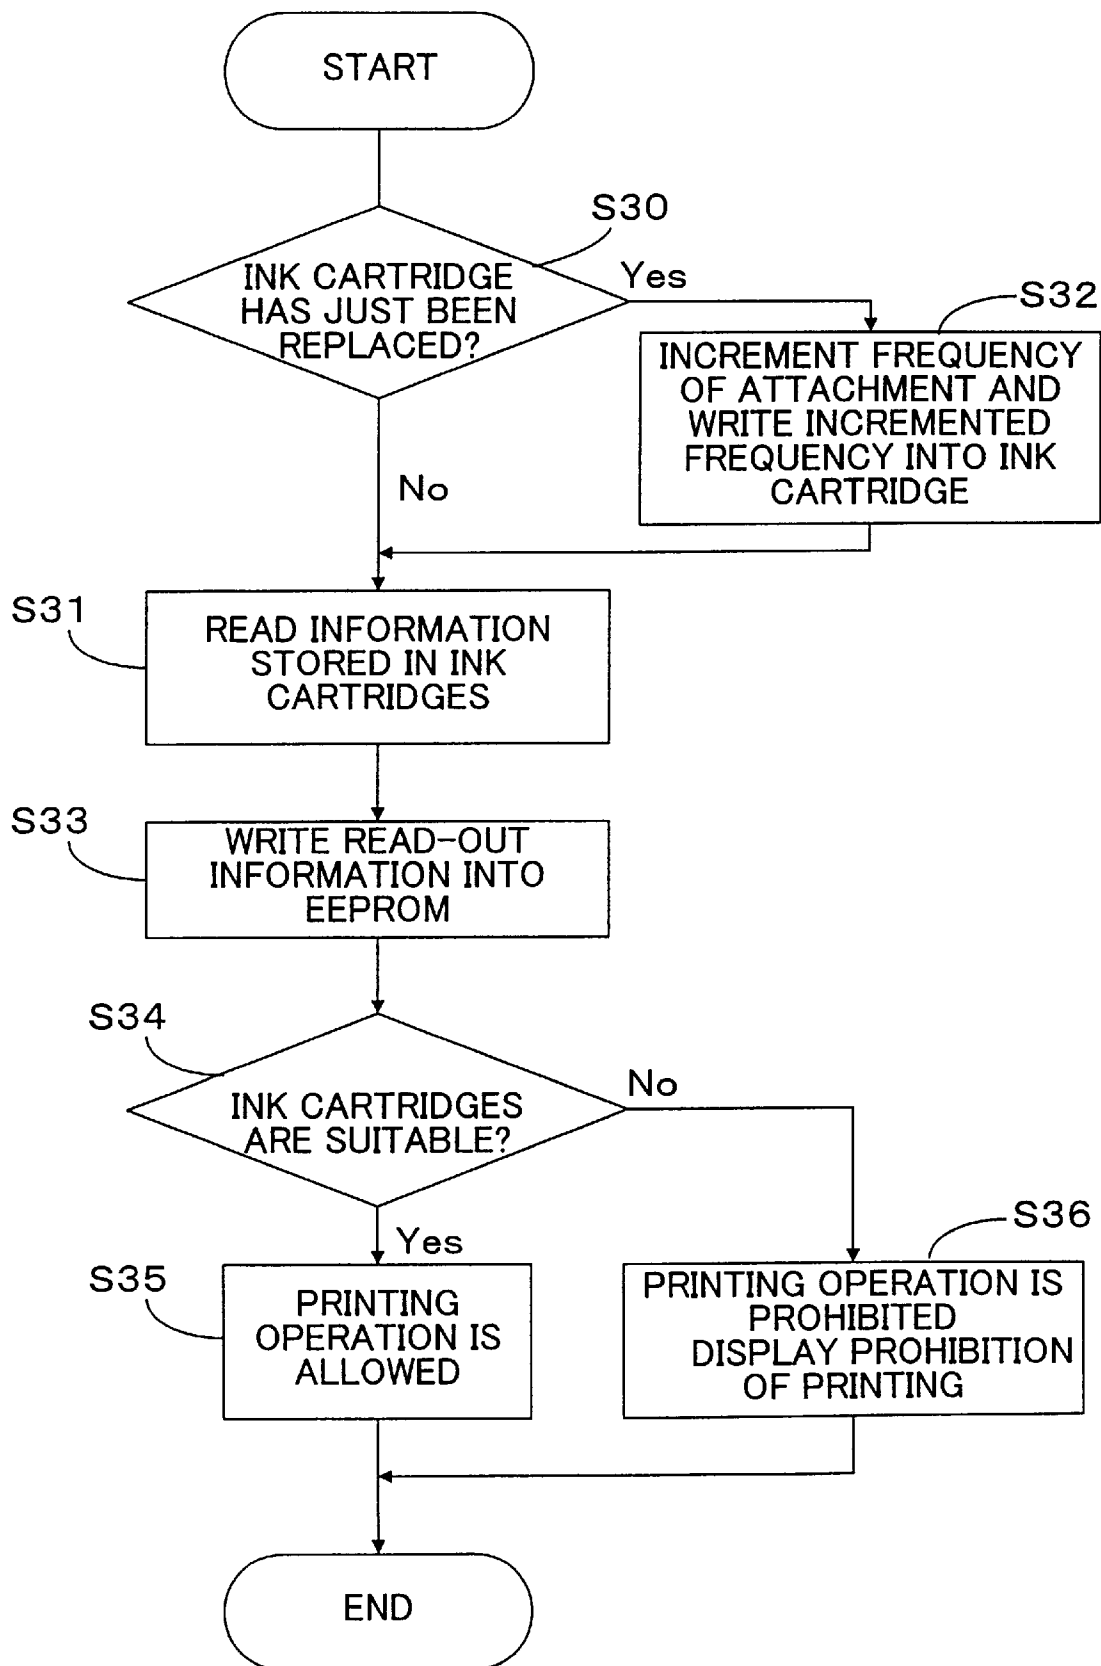 START
S30
INK CARTRIDGE
HAS JUST BEEN
REPLACED?
Yes
S32
INCREMENT FREQUENCY
OF ATTACHMENT AND
WRITE INCREMENTED
FREQUENCY INTO INK
CARTRIDGE
No
S31
READ INFORMATION
STORED IN INK
CARTRIDGES
S33
WRITE READ-OUT
INFORMATION INTO
EEPROM
S34
INK CARTRIDGES
ARE SUITABLE?
No
Yes
S35
PRINTING
OPERATION IS
ALLOWED
S36
PRINTING OPERATION IS
PROHIBITED
DISPLAY PROHIBITION
OF PRINTING
END